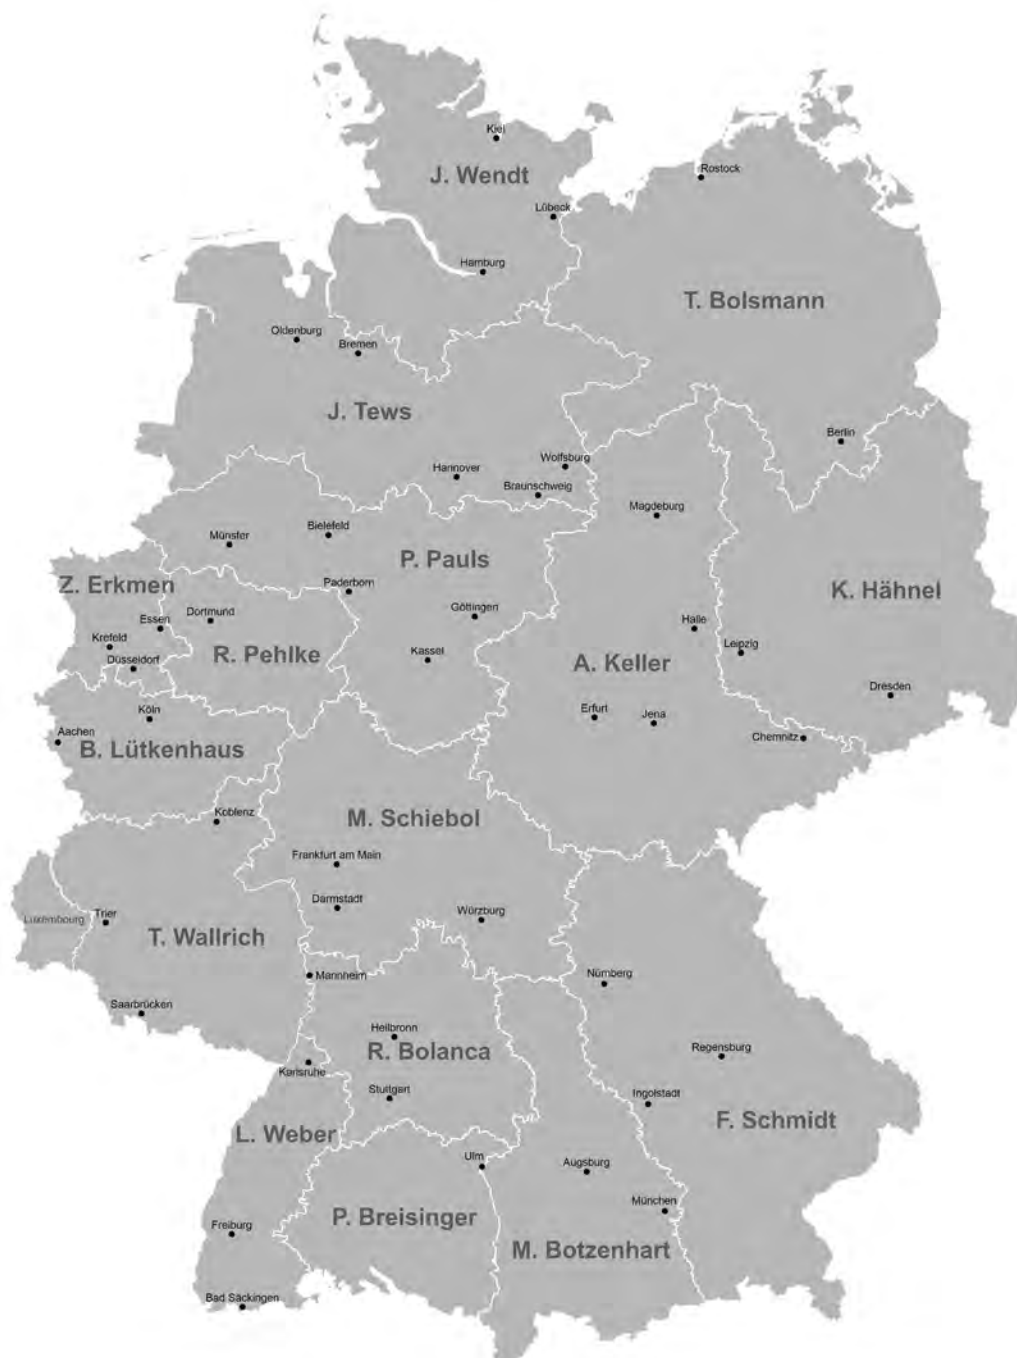 Kiel
J. Wendt
Rostock
Lübeck
Hamburg
T. Bolsmann
Oldenburg
Bremen
J. Tews
Berlin
Hannover
Wolfsburg
Braunschweig
Magdeburg
Bielefeld
Münster
P. Pauls
Z. Erkmen
Paderborn
K. Hähnel
Göttingen
Dortmund
Essen
Halle
Krefeld
R. Pehlke
Leipzig
Kassel
A. Keller
Düsseldorf
Dresden
Köln
Erfurt
Jena
Aachen
Chemnitz
B. Lütkenhaus
Koblenz
M. Schiebol
Frankfurt am Main
Darmstadt
Würzburg
Luxembourg
Trier
T. Wallrich
Nürnberg
Mannheim
Saarbrücken
Heilbronn
R. Bolanca
Regensburg
Karlsruhe
Stuttgart
Ingolstadt
F. Schmidt
L. Weber
Ulm
Augsburg
München
P. Breisinger
Freiburg
M. Botzenhart
Bad Säckingen